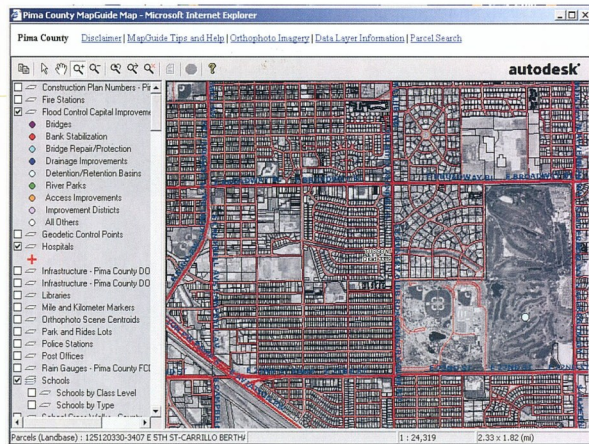 Pima County MapGuide Map - Microsoft Internet Explorer
Pima County Disclaimer | MapGuide Tips and Help | Orthophoto Imagery | Data Layer Information | Parcel Search
autodesk
Construction Plan Numbers - Pi
Fire Stations
Flood Control Capital Improveme
Bridges
Bank Stabilization
Bridge Repair/Protection
Drainage Improvements
Detention/Retention Basins
River Parks
Access Improvements
Improvement Districts
All Others
Geodetic Control Points
Hospitals
Infrastructure - Pima County DO
Infrastructure - Pima County DO
Libraries
Mile and Kilometer Markers
Orthophoto Scene Centroids
Park and Rides Lots
Police Stations
Post Offices
Rain Gauges - Pima County FC
Schools
Schools by Class Level
Schools by Type
Parcels (Landbase) : 125120330-3407 E 5TH ST-CARRILLO BERTH
1 : 24,319
2.33 x 1.82 (mi)